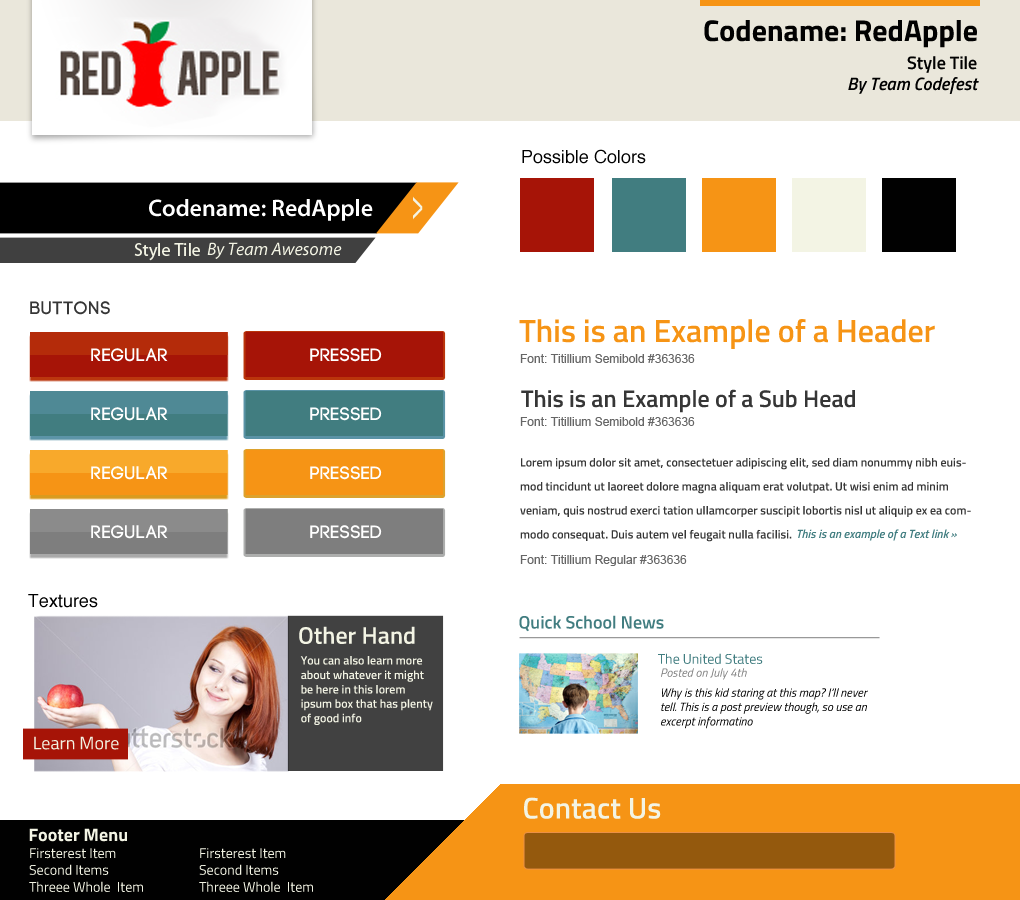 RED APPLE
Codename: RedApple
Style Tile
By Team Codefest
Codename: RedApple
Style Tile By Team Awesome
Possible Colors
BUTTONS
REGULAR
PRESSED
REGULAR
PRESSED
REGULAR
PRESSED
REGULAR
PRESSED
This is an Example of a Header
Font: Titillium Semibold #363636
This is an Example of a Sub Head
Font: Titillium Semibold #363636
Lorem ipsum dolor sit amet, consectetuer adipiscing elit, sed diam nonummy nibh euis-
mod tincidunt ut laoreet dolore magna aliquam erat volutpat. Ut wisi enim ad minim
veniam, quis nostrud exerci tation ullamcorper suscipit lobortis nisl ut aliquip ex ea com-
modo consequat. Duis autem vel feugait nulla facilisi. This is an example of a Text link »
Font: Titillium Regular #363636
Textures
Other Hand
You can also learn more
about whatever it might
be here in this lorem
ipsum box that has plenty
of good info
Learn More
utterstock
Quick School News
The United States
Posted on July 4th
Why is this kid staring at this map? I'll never
tell. This is a post preview though, so use an
excerpt informatino
Contact Us
Footer Menu
Firsterest Item
Second Items
Threee Whole Item
Firsterest Item
Second Items
Threee Whole Item